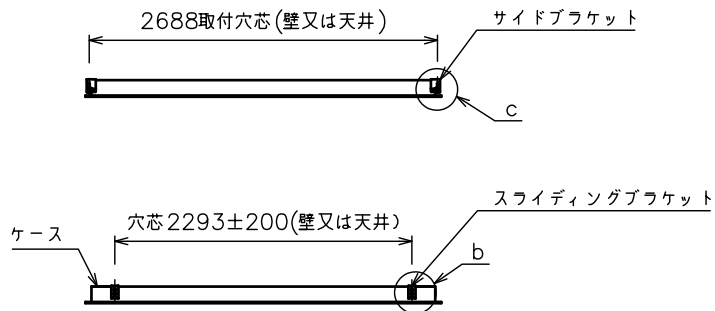 2688取付穴芯(壁又は天井)
サイドブラケット
c
スライディングブラケット
穴芯2293±200(壁又は天井)
ケース
b